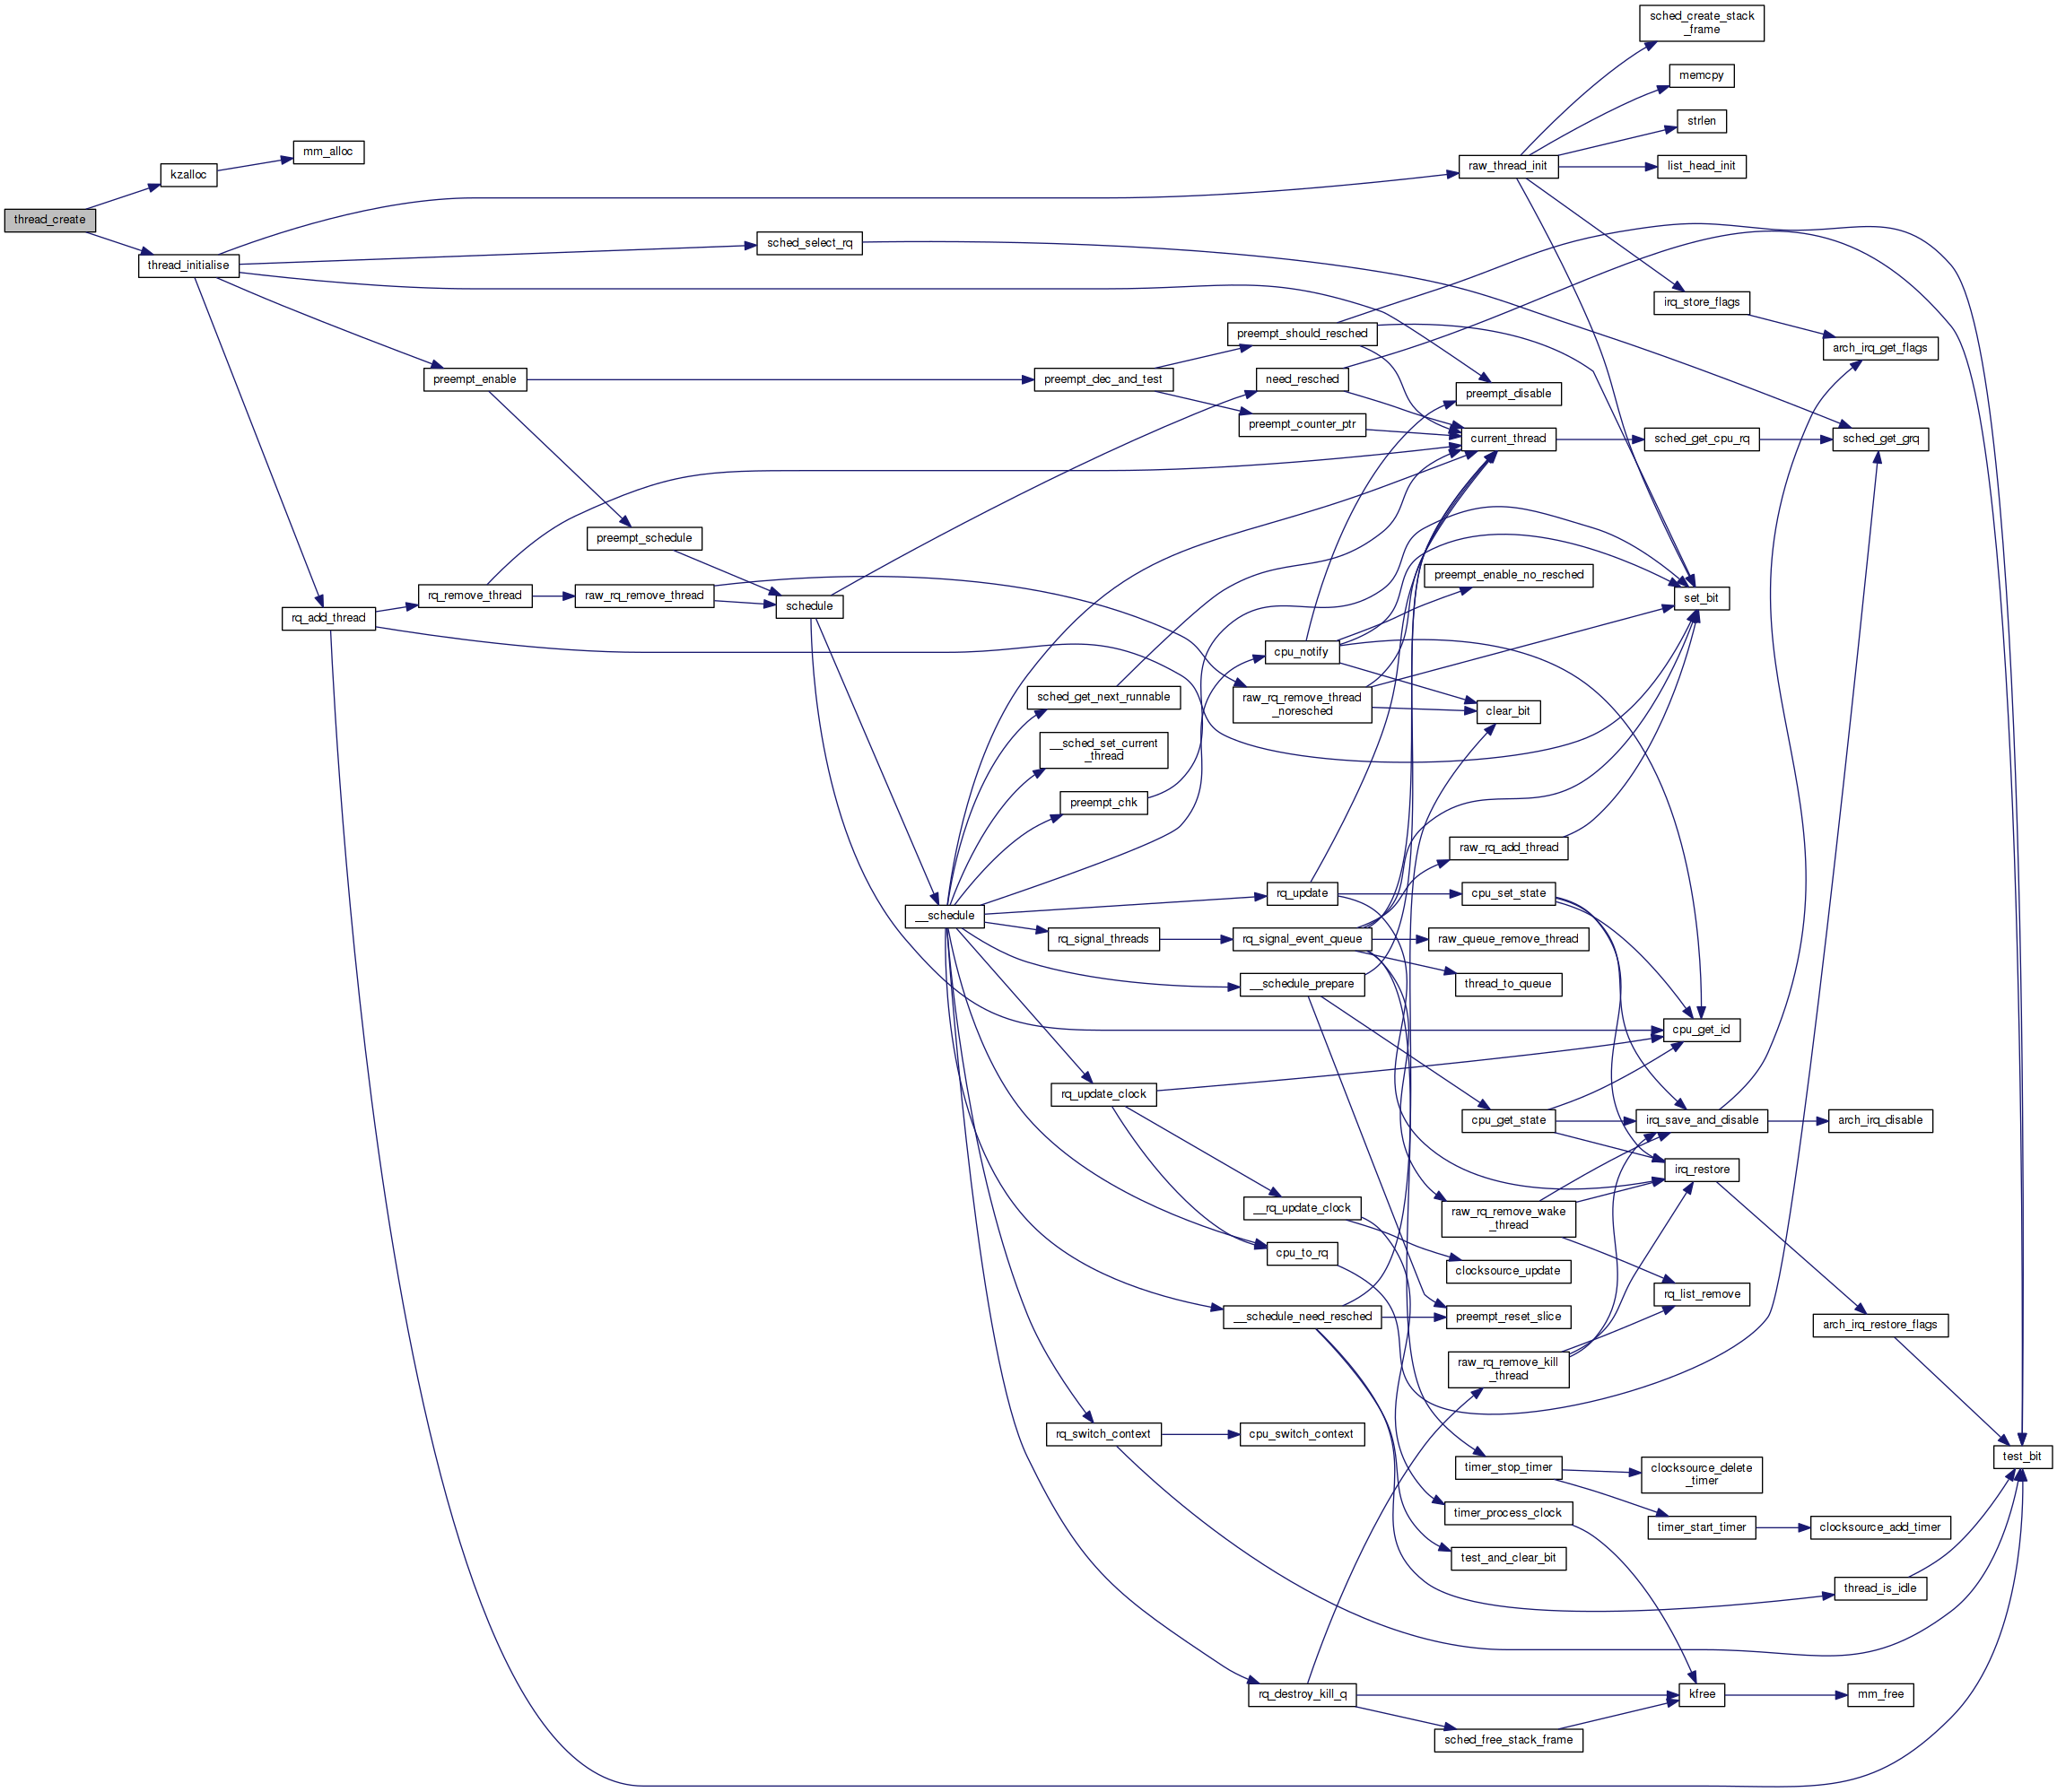 sched_create_stack
_frame
memcpy
strlen
mm_alloc
raw_thread_init
list_head_init
kzalloc
thread_create
sched_select_rq
thread_initialise
irq_store_flags
preempt_should_resched
arch_irq_get_flags
preempt_enable
preempt_dec_and_test
need_resched
preempt_disable
preempt_counter_ptr
current_thread
sched_get_cpu_rq
sched_get_grq
preempt_schedule
preempt_enable_no_resched
rq_remove_thread
raw_rq_remove_thread
schedule
set_bit
rq_add_thread
cpu_notify
sched_get_next_runnable
raw_rq_remove_thread
_noresched
clear_bit
__sched_set_current
_thread
preempt_chk
raw_rq_add_thread
rq_update
cpu_set_state
__schedule
rq_signal_threads
rq_signal_event_queue
raw_queue_remove_thread
__schedule_prepare
thread_to_queue
cpu_get_id
rq_update_clock
cpu_get_state
irq_save_and_disable
arch_irq_disable
irq_restore
__rq_update_clock
raw_rq_remove_wake
_thread
cpu_to_rq
clocksource_update
rq_list_remove
__schedule_need_resched
preempt_reset_slice
arch_irq_restore_flags
raw_rq_remove_kill
_thread
rq_switch_context
cpu_switch_context
test_bit
timer_stop_timer
clocksource_delete
_timer
timer_process_clock
timer_start_timer
clocksource_add_timer
test_and_clear_bit
thread_is_idle
rq_destroy_kill_q
kfree
mm_free
sched_free_stack_frame